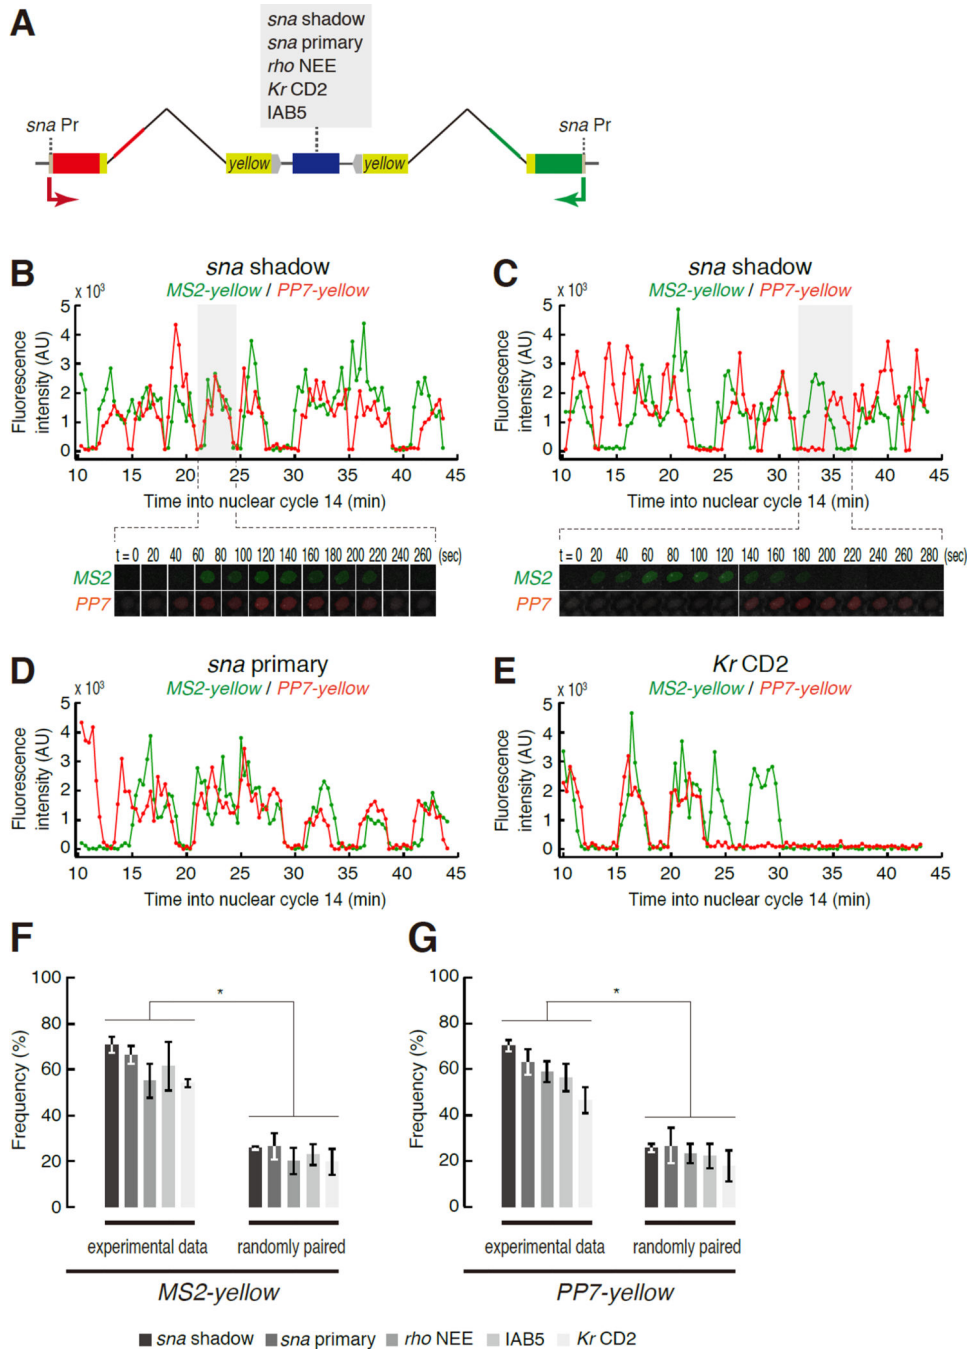 A
sna shadow
sna primary
rho NEE
Kr CD2
IAB5
sna Pr
sna Pr
yellow
yellow
B
sna shadow
MS2-yellow / PP7-yellow
x 10³
5
4
3
2
1
0
Fluorescence
intensity (AU)
10 15 20 25 30 35 40 45
Time into nuclear cycle 14 (min)
t = 0 20 40 60 80 100 120 140 160 180 200 220 240 260 (sec)
MS2
PP7
C
sna shadow
MS2-yellow / PP7-yellow
x 10³
5
4
3
2
1
0
Fluorescence
intensity (AU)
10 15 20 25 30 35 40 45
Time into nuclear cycle 14 (min)
t = 0 20 40 60 80 100 120 140 160 180 200 220 240 260 280 (sec)
MS2
PP7
D
sna primary
MS2-yellow / PP7-yellow
x 10³
5
4
3
2
1
0
Fluorescence
intensity (AU)
10 15 20 25 30 35 40 45
Time into nuclear cycle 14 (min)
E
Kr CD2
MS2-yellow / PP7-yellow
x 10³
5
4
3
2
1
0
Fluorescence
intensity (AU)
10 15 20 25 30 35 40 45
Time into nuclear cycle 14 (min)
F
100
80
60
40
20
0
Frequency (%)
*
experimental data randomly paired
MS2-yellow
G
100
80
60
40
20
0
Frequency (%)
*
experimental data randomly paired
PP7-yellow
sna shadow sna primary rho NEE IAB5 Kr CD2